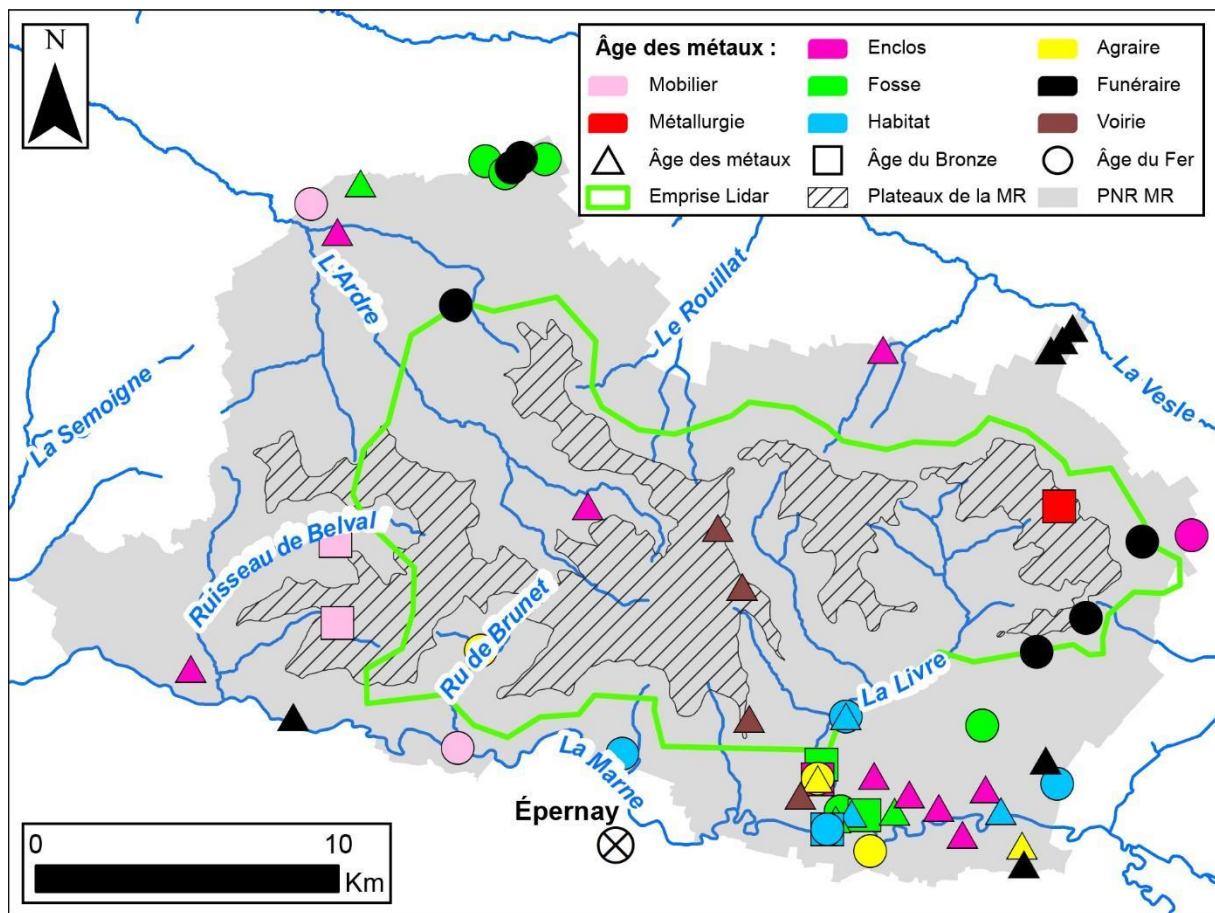 N
Âge des métaux :
Enclos
Agraire
Mobilier
Fosse
Funéraire
Métallurgie
Habitat
Voirie
Âge des métaux
Âge du Bronze
Âge du Fer
Emprise Lidar
Plateaux de la MR
PNR MR
L'Ardre
Le Rouillat
La Vesle
La Semoigne
Ruisseau de Belval
Ru de Brunet
La Livre
La Marne
Épernay
0 10
Km